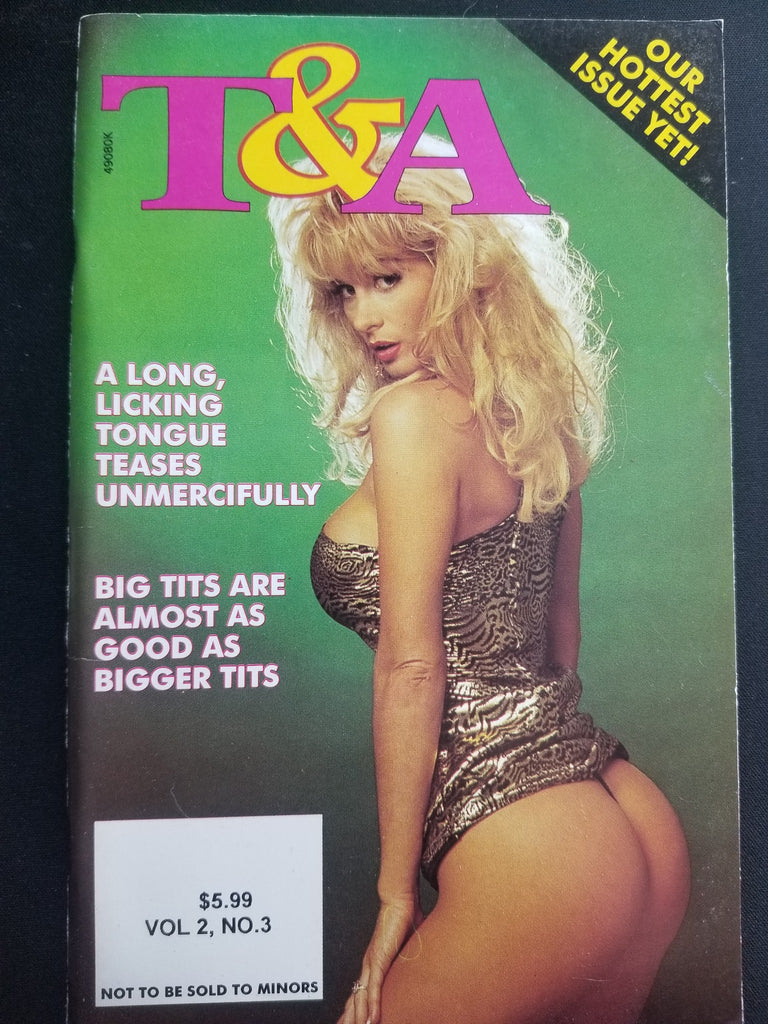 T&A
OUR
HOTTEST
ISSUE YET!
49080K
A LONG,
LICKING
TONGUE
TEASES
UNMERCIFULLY
BIG TITS ARE
ALMOST AS
GOOD AS
BIGGER TITS
$5.99
VOL 2, NO.3
NOT TO BE SOLD TO MINORS